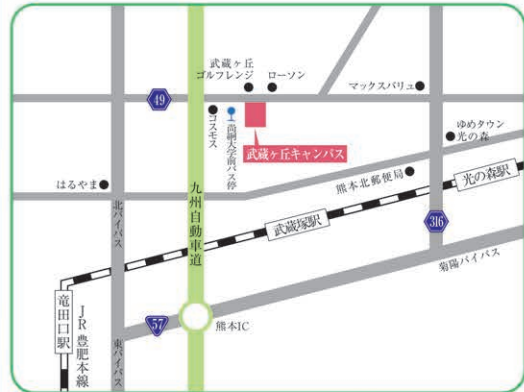 武蔵ヶ丘
ゴルフレンジ
ローソン
マックスバリュ
49
コスモス
尚絅大学前バス停
武蔵ヶ丘キャンパス
ゆめタウン
光の森
はるやま
熊本北郵便局
光の森駅
北バイパス
九州自動車道
武蔵塚駅
316
菊陽バイパス
竜田口駅
JR豊肥本線
57
熊本IC
東バイパス